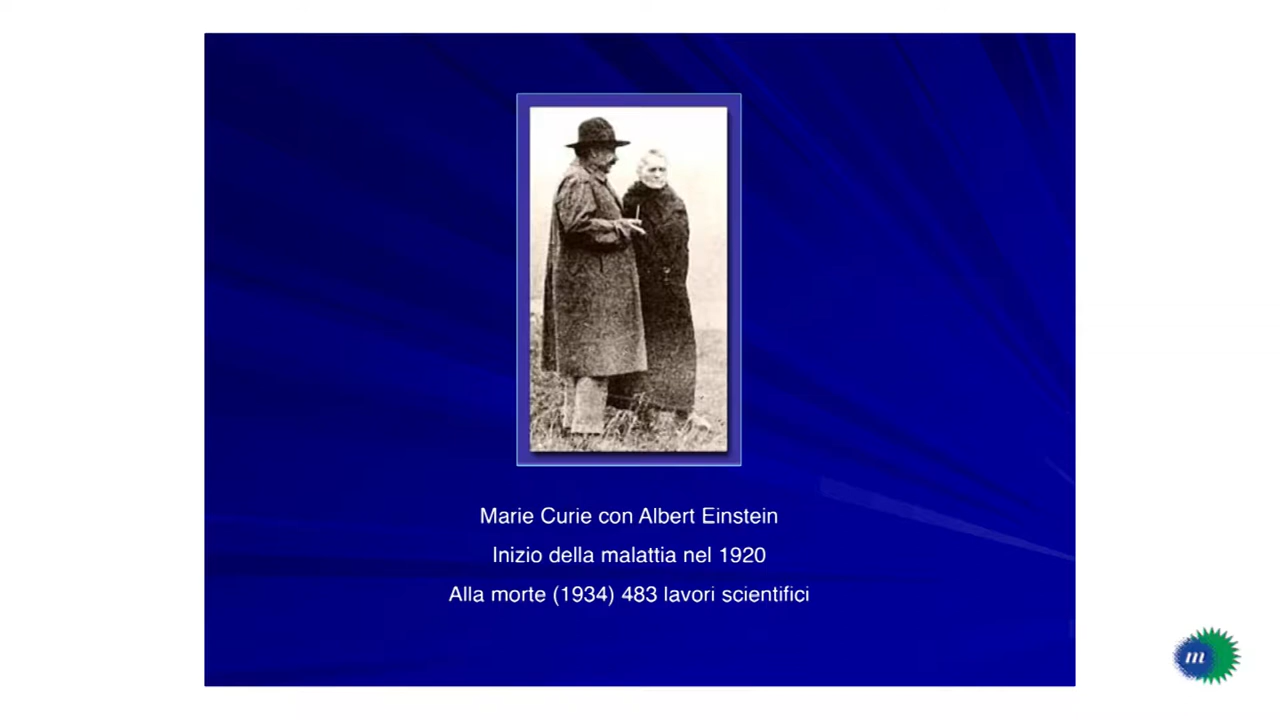 Marie Curie con Albert Einstein
Inizio della malattia nel 1920
Alla morte (1934) 483 lavori scientifici
m